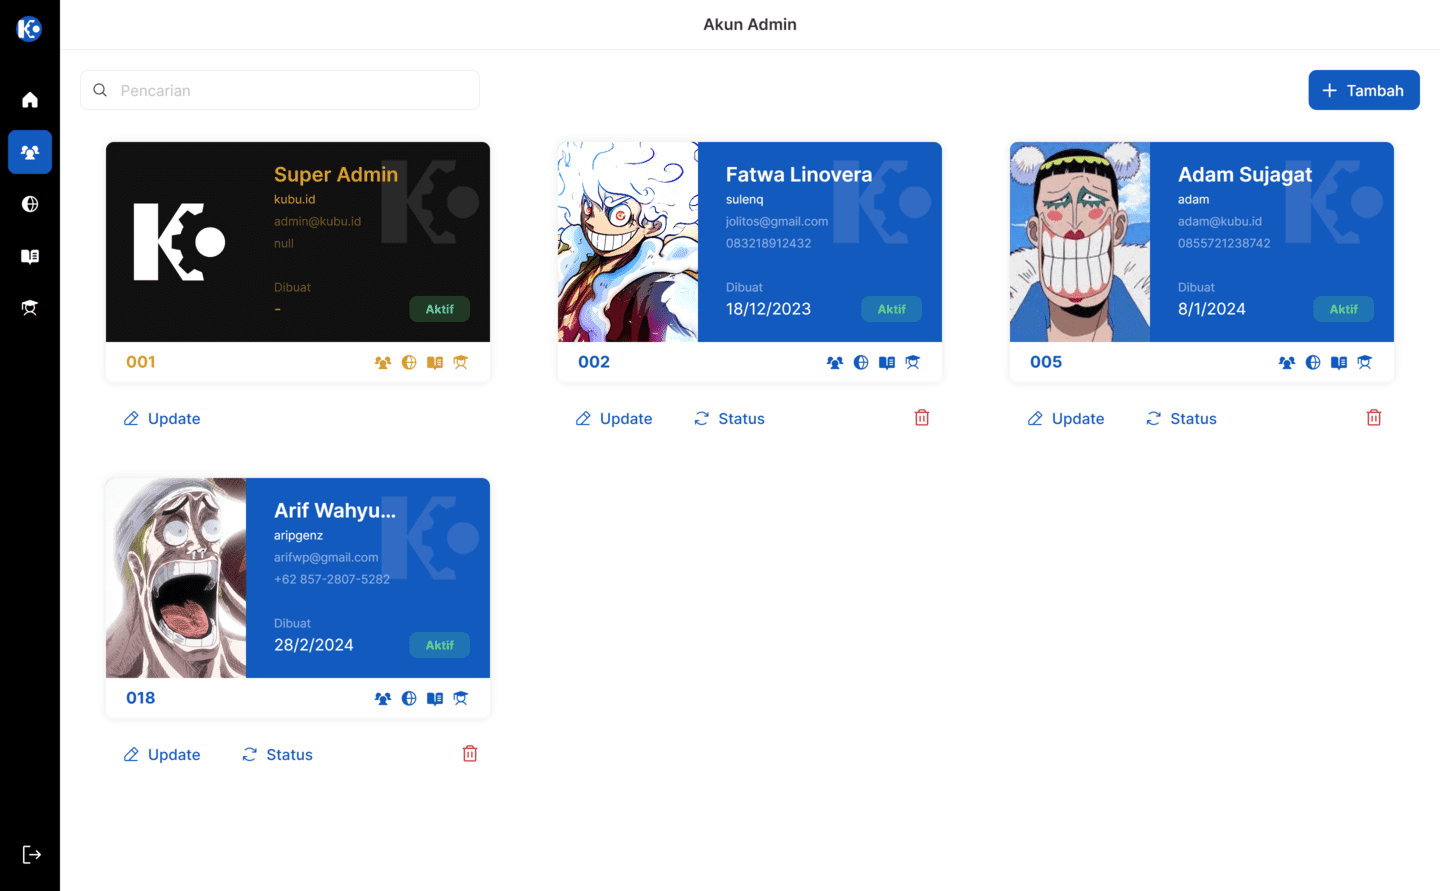 Akun Admin
Pencarian
Tambah
Super Admin
kubu.id
admin@kubu.id
null
Dibuat
-
Aktif
001
Update
Fatwa Linovera
sulenq
jolitos@gmail.com
083218912432
Dibuat
18/12/2023
Aktif
002
Update
Status
Adam Sujagat
adam
adam@kubu.id
0855721238742
Dibuat
8/1/2024
Aktif
005
Update
Status
Arif Wahyu...
aripgenz
arifwp@gmail.com
+62 857-2807-5282
Dibuat
28/2/2024
Aktif
018
Update
Status